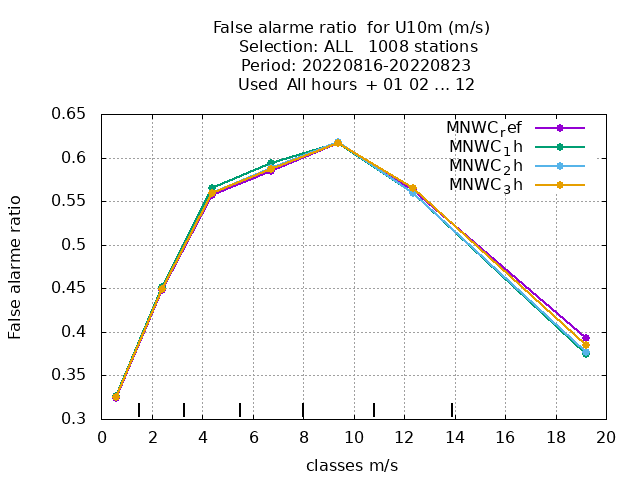 False alarme ratio  for U10m (m/s)
Selection: ALL   1008 stations
Period: 20220816-20220823
Used  All hours  + 01 02 ... 12
MNWC_ref
MNWC_1h
MNWC_2h
MNWC_3h
False alarme ratio
0.65
0.6
0.55
0.5
0.45
0.4
0.35
0.3
0 2 4 6 8 10 12 14 16 18 20
classes m/s